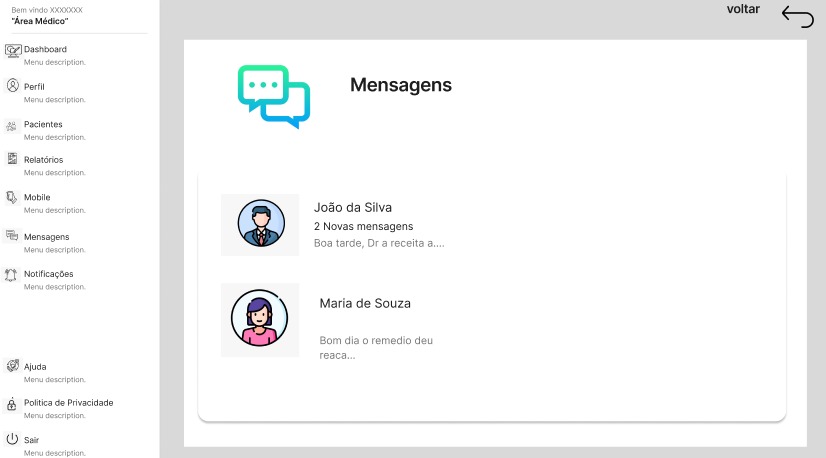 Bem vindo XXXXXXX
"Área Médico"
Dashboard
Menu description.
Perfil
Menu description.
Pacientes
Menu description.
Relatórios
Menu description.
Mobile
Menu description.
Mensagens
Menu description.
Notificações
Menu description.
Ajuda
Menu description.
Politica de Privacidade
Menu description.
Sair
Menu description.
voltar
Mensagens
João da Silva
2 Novas mensagens
Boa tarde, Dr a receita a....
Maria de Souza
Bom dia o remedio deu
reaca...